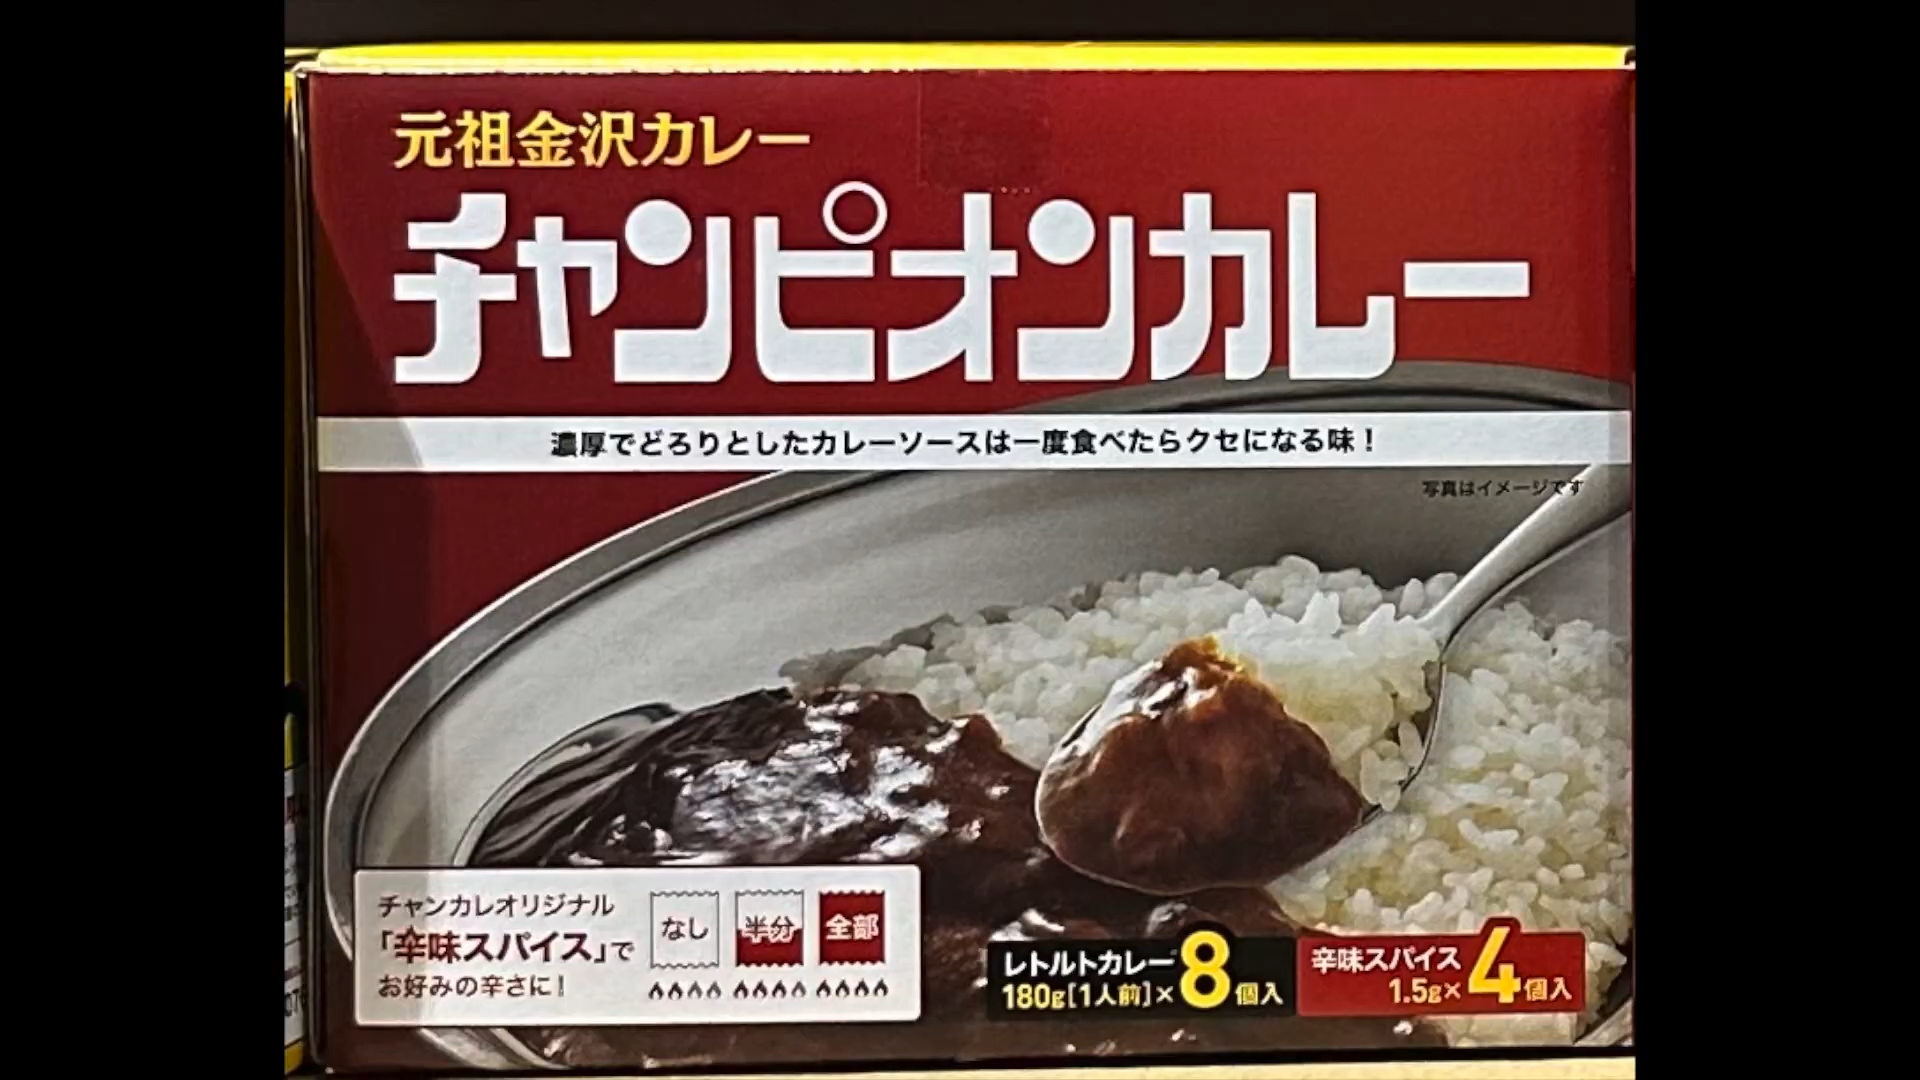 元祖金沢カレー
チャンピオンカレー
濃厚でどろりとしたカレーソースは一度食べたらクセになる味！
写真はイメージです
チャンカレオリジナル
「辛味スパイス」で
お好みの辛さに！
なし 半分 全部
レトルトカレー
180g[1人前]×8個入
辛味スパイス
1.5g×4個入